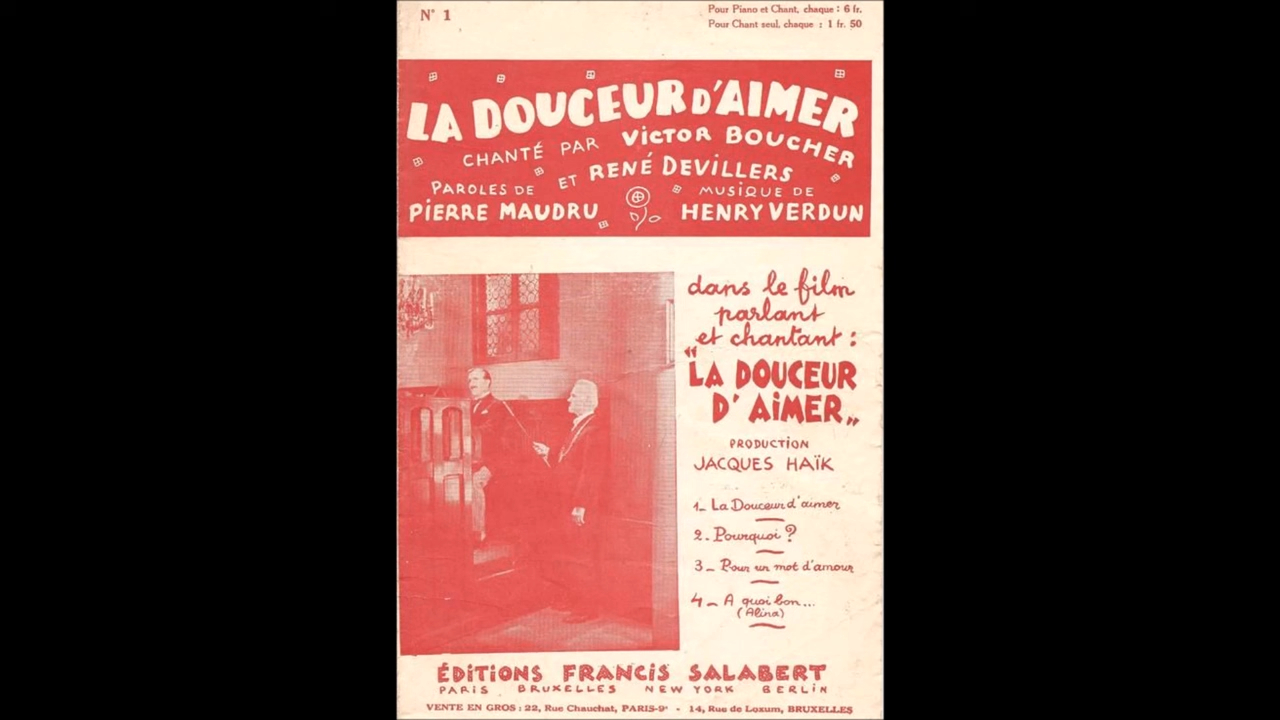 N° 1
Pour Piano et Chant, chaque : 6 fr.
Pour Chant seul, chaque : 1 fr. 50
LA DOUCEUR D'AIMER
CHANTÉ PAR VICTOR BOUCHER
ET RENÉ DEVILLERS
PAROLES DE
PIERRE MAUDRU
MUSIQUE DE
HENRY VERDUN
dans le film
parlant
et chantant :
"LA DOUCEUR
D'AIMER„
PRODUCTION
JACQUES HAÏK
1_ La Douceur d'aimer
2. Pourquoi ?
3_ Pour un mot d'amour
4_ A quoi bon...
(Alina)
ÉDITIONS FRANCIS SALABERT
PARIS BRUXELLES NEW YORK BERLIN
VENTE EN GROS : 22, Rue Chauchat, PARIS-9e - 14, Rue de Loxum, BRUXELLES